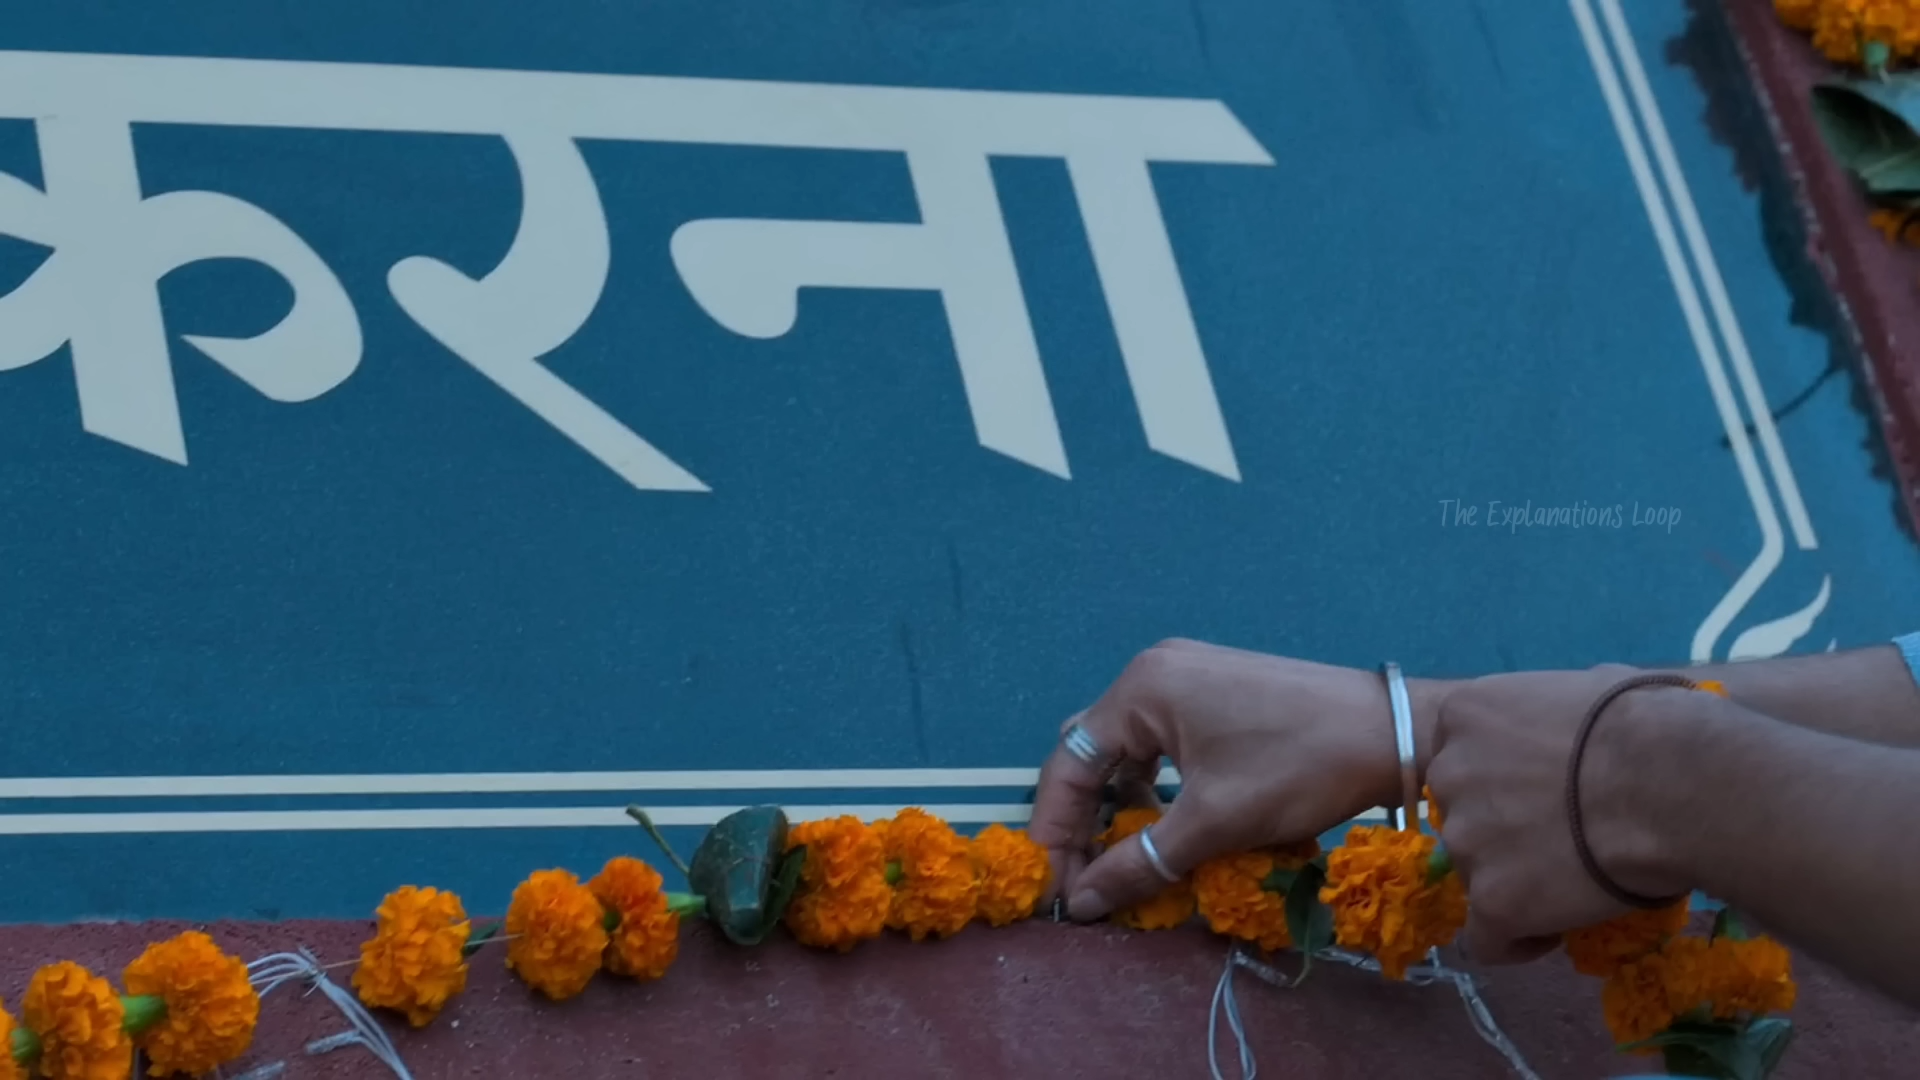 करना
The Explanations Loop